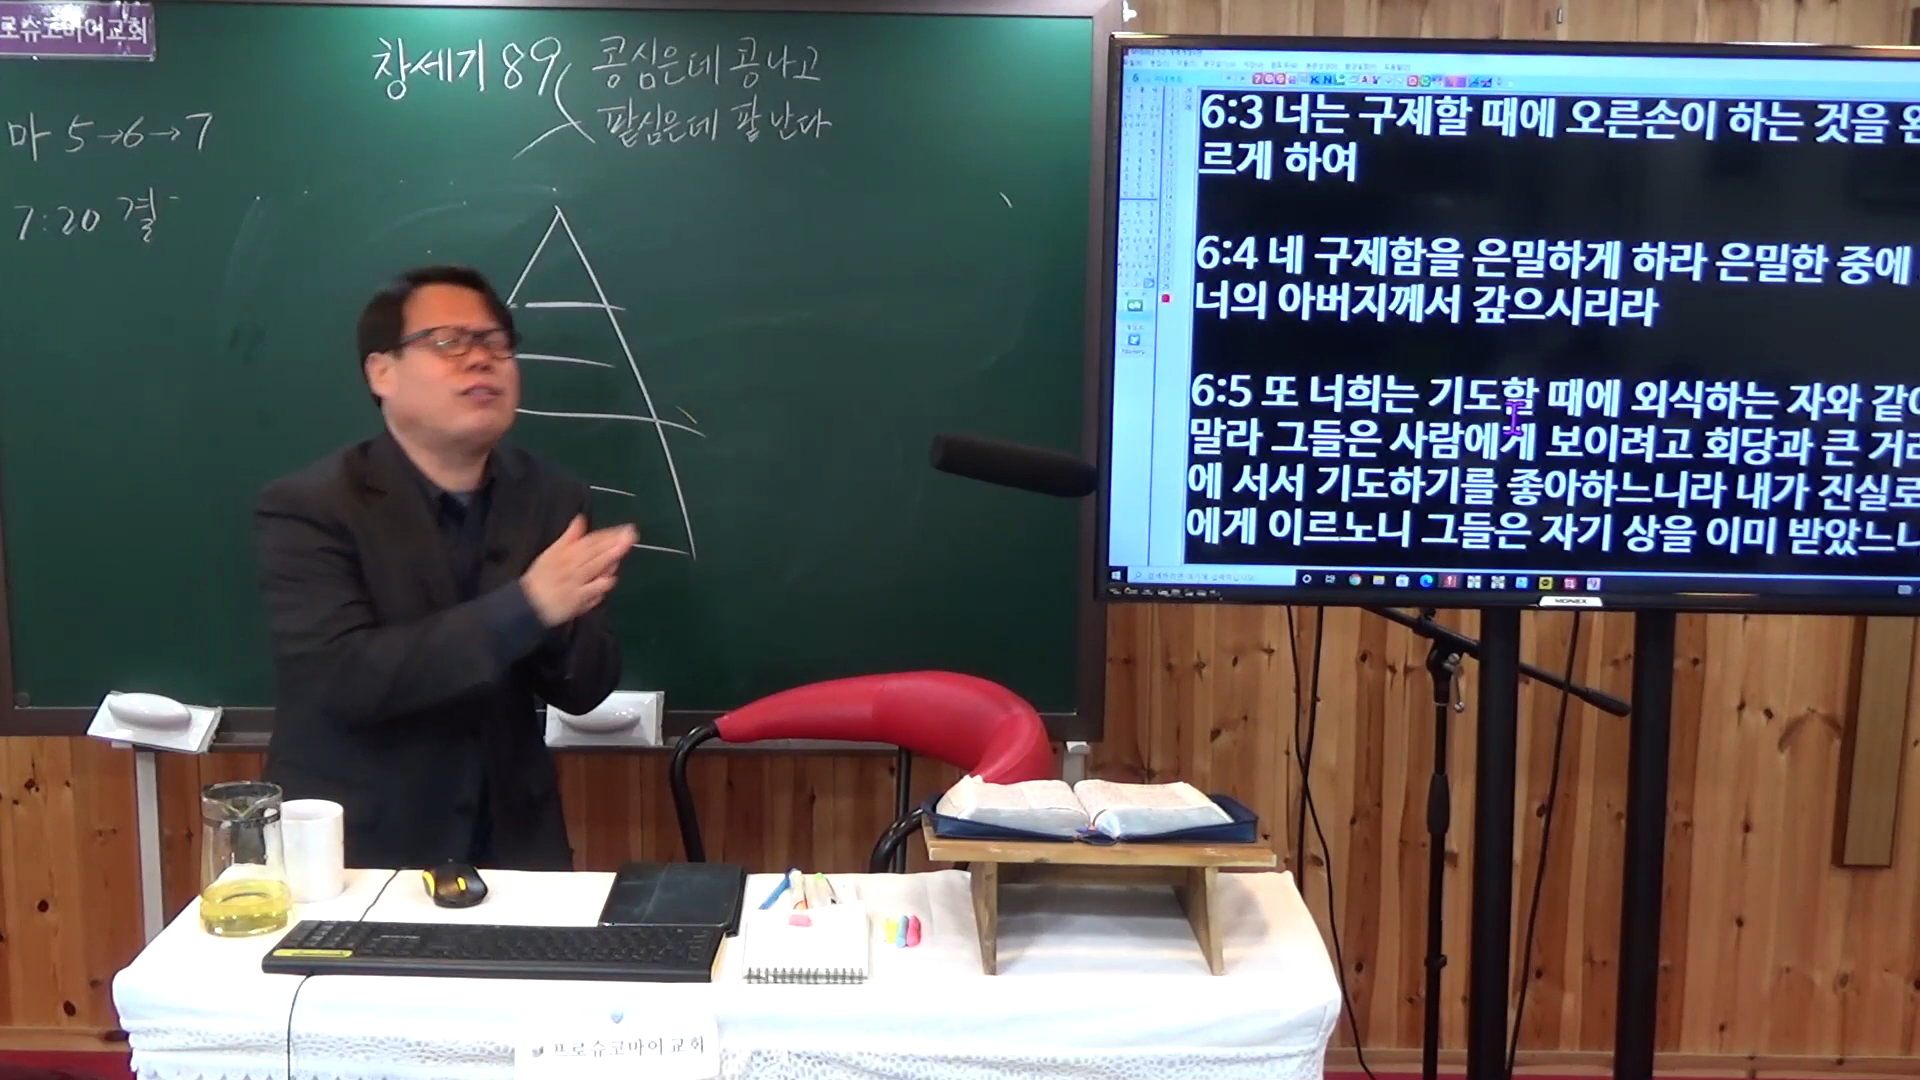 로슈코마이교회
창세기 89
콩심은데 콩나고
팥심은데 팥난다
마 5→6→7
7:20 결
6:3 너는 구제할 때에 오른손이 하는 것을
르게 하여
6:4 네 구제함을 은밀하게 하라 은밀한 중에
너의 아버지께서 갚으시리라
6:5 또 너희는 기도할 때에 외식하는 자와 같이
말라 그들은 사람에게 보이려고 회당과 큰 거리
에 서서 기도하기를 좋아하느니라 내가 진실로
에게 이르노니 그들은 자기 상을 이미 받았느니
MONEX
프로슈코마이교회